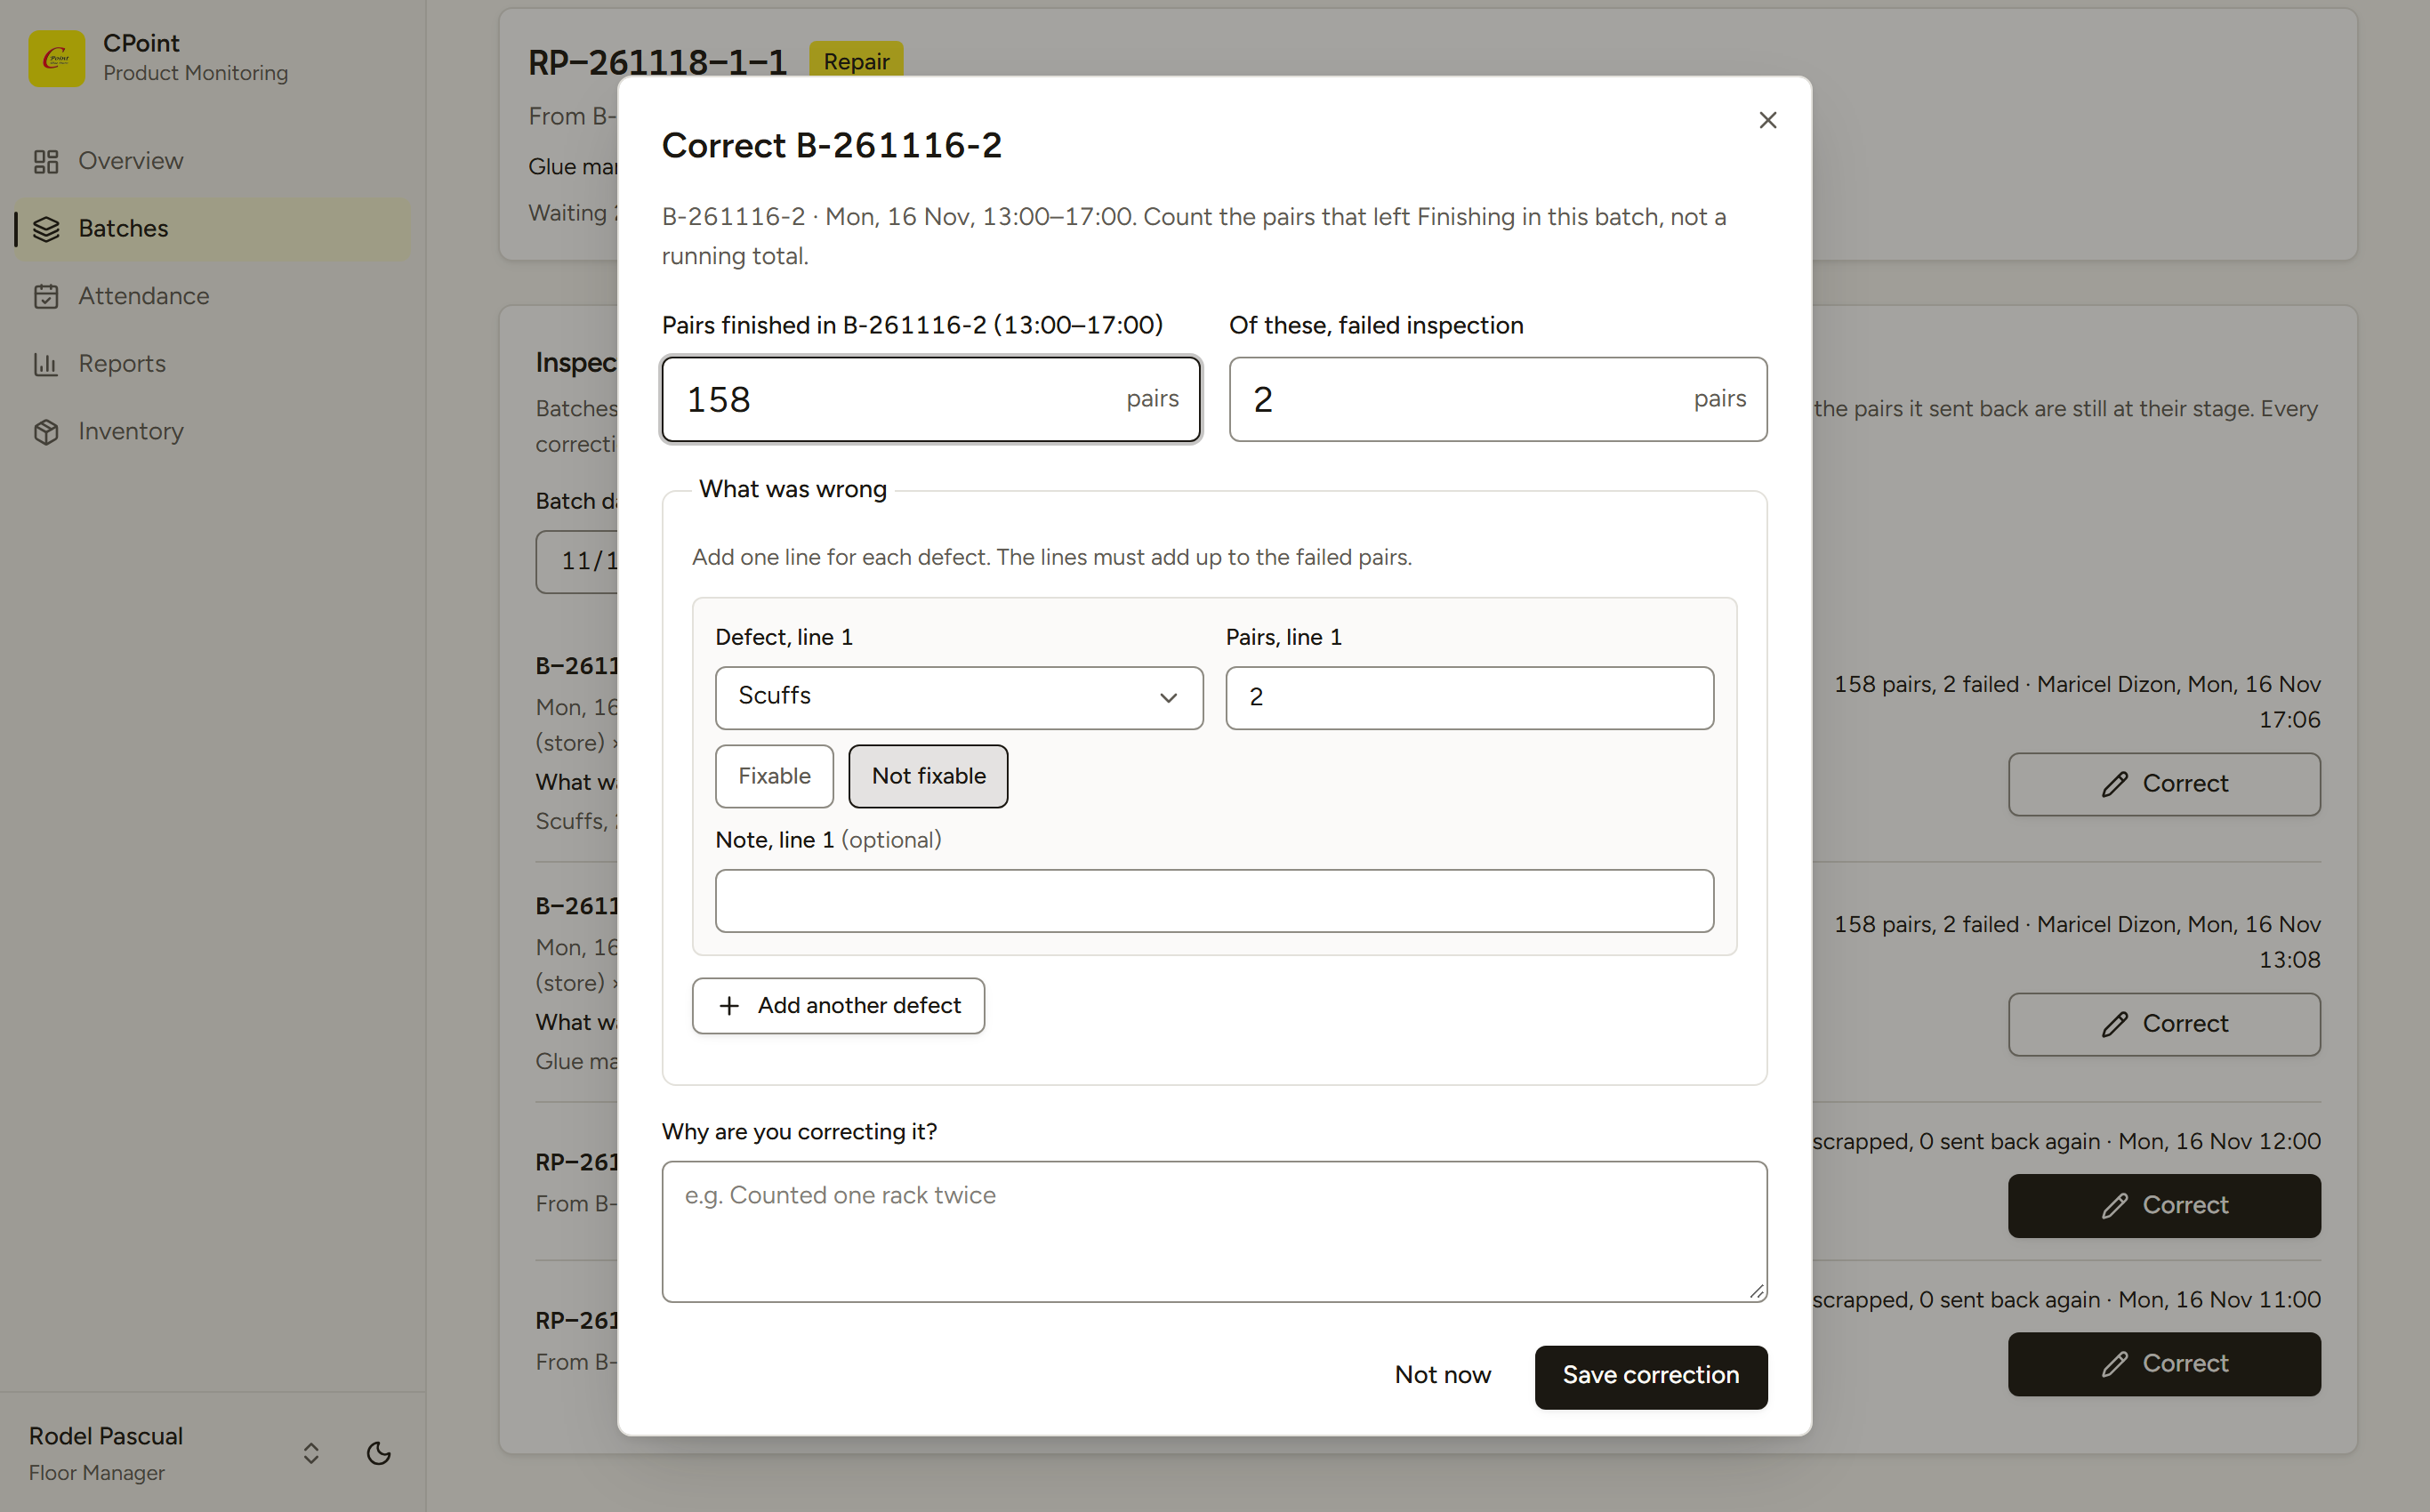 CPoint
Product Monitoring
Overview
Batches
Attendance
Reports
Inventory
Rodel Pascual
Floor Manager
RP-261118-1-1
Repair
From B-
Glue mar
Waiting
Inspec
Batches
the pairs it sent back are still at their stage. Every
correcti
Batch da
11/1
B-2611
Mon, 16
(store)
What wa
Scuffs,
158 pairs, 2 failed · Maricel Dizon, Mon, 16 Nov
17:06
Correct
B-2611
Mon, 16
(store)
What wa
Glue ma
158 pairs, 2 failed · Maricel Dizon, Mon, 16 Nov
13:08
Correct
RP-261
From B-
scrapped, 0 sent back again · Mon, 16 Nov 12:00
Correct
RP-261
From B-
scrapped, 0 sent back again · Mon, 16 Nov 11:00
Correct
Correct B-261116-2
B-261116-2 · Mon, 16 Nov, 13:00–17:00. Count the pairs that left Finishing in this batch, not a
running total.
Pairs finished in B-261116-2 (13:00–17:00)
158 pairs
Of these, failed inspection
2 pairs
What was wrong
Add one line for each defect. The lines must add up to the failed pairs.
Defect, line 1
Scuffs
Pairs, line 1
2
Fixable
Not fixable
Note, line 1 (optional)
Add another defect
Why are you correcting it?
e.g. Counted one rack twice
Not now
Save correction